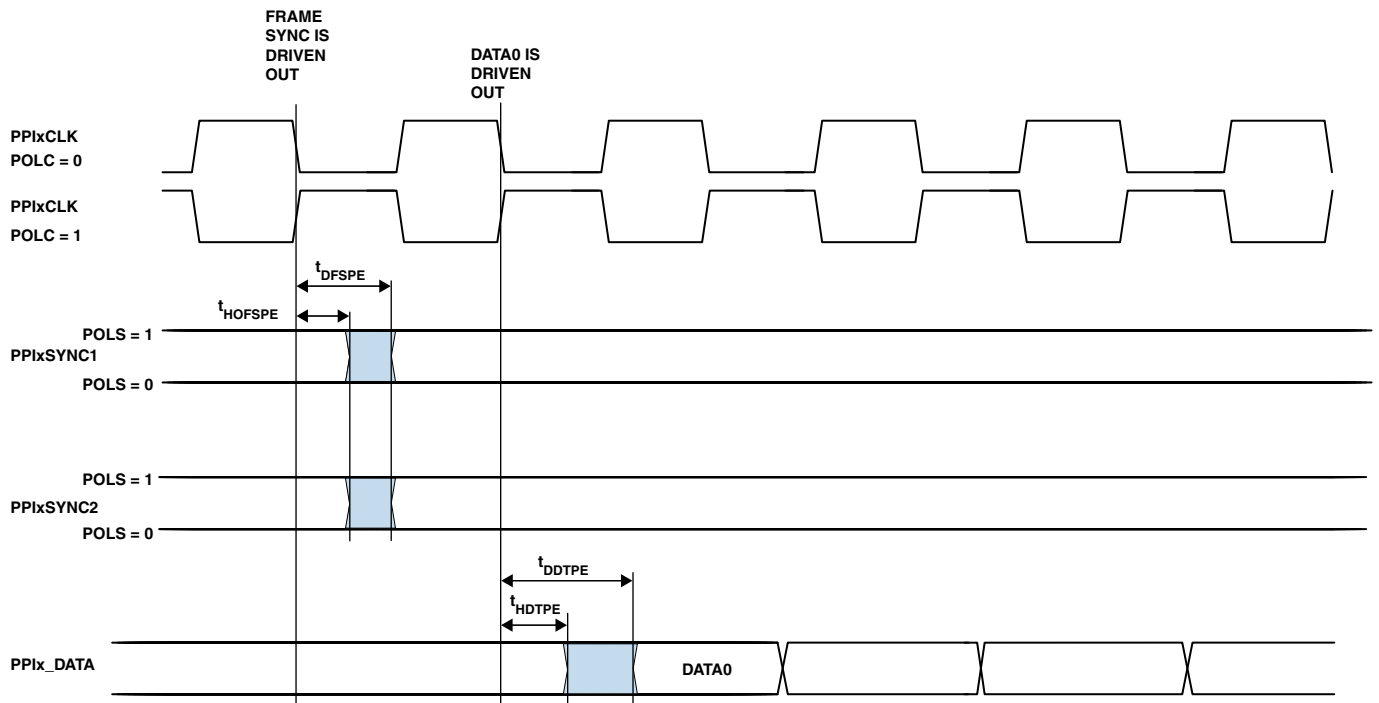 FRAME
SYNC IS
DRIVEN
OUT
DATA0 IS
DRIVEN
OUT
PPIxCLK
POLC = 0
PPIxCLK
POLC = 1
tDFSPE
tHOFSPE
POLS = 1
PPIxSYNC1
POLS = 0
POLS = 1
PPIxSYNC2
POLS = 0
tDDTPE
tHDTPE
PPIx_DATA
DATA0